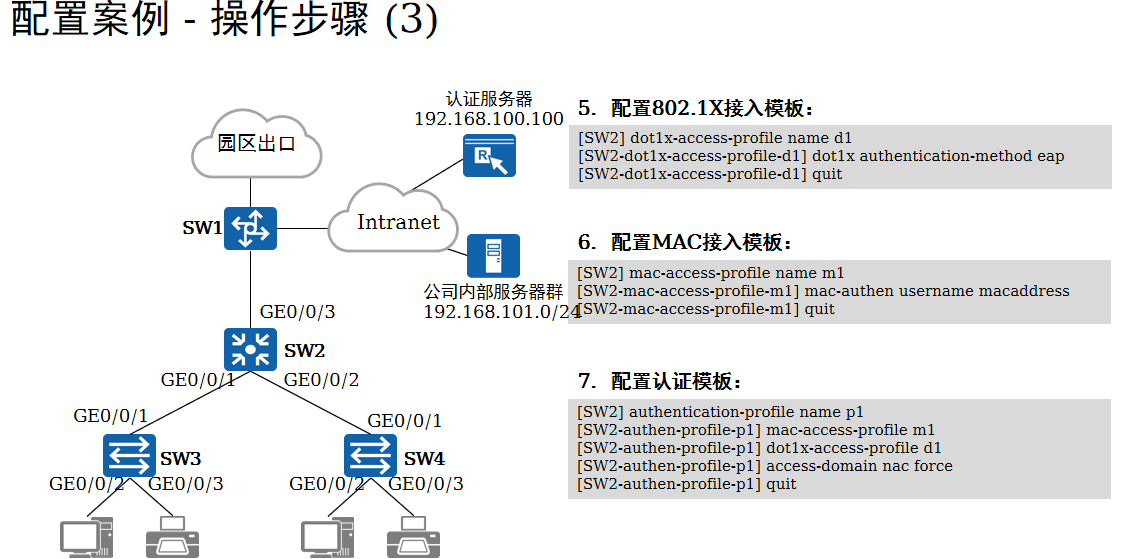 配置案例 - 操作步骤 (3)
认证服务器
192.168.100.100
园区出口
SW1
Intranet
公司内部服务器群
192.168.101.0/24
GE0/0/3
SW2
GE0/0/1
GE0/0/2
GE0/0/1
GE0/0/1
SW3
SW4
GE0/0/2
GE0/0/3
GE0/0/2
GE0/0/3
5. 配置802.1X接入模板：
[SW2] dot1x-access-profile name d1
[SW2-dot1x-access-profile-d1] dot1x authentication-method eap
[SW2-dot1x-access-profile-d1] quit
6. 配置MAC接入模板：
[SW2] mac-access-profile name m1
[SW2-mac-access-profile-m1] mac-authen username macaddress
[SW2-mac-access-profile-m1] quit
7. 配置认证模板：
[SW2] authentication-profile name p1
[SW2-authen-profile-p1] mac-access-profile m1
[SW2-authen-profile-p1] dot1x-access-profile d1
[SW2-authen-profile-p1] access-domain nac force
[SW2-authen-profile-p1] quit
R